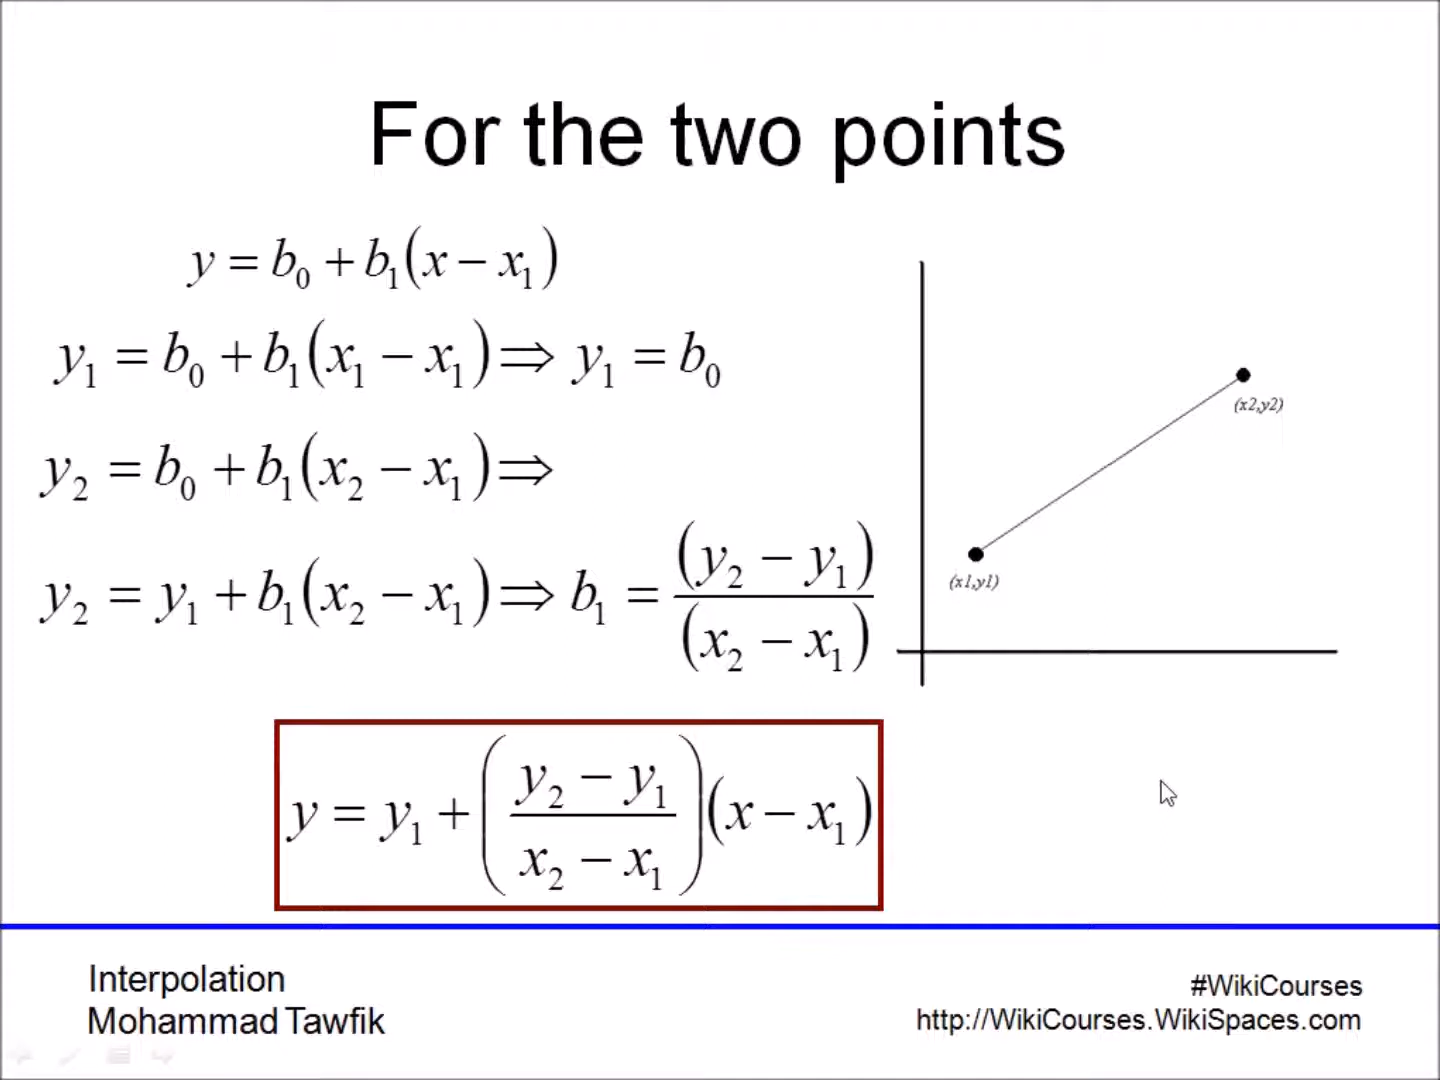 For the two points
y = b₀ + b₁(x − x₁)
y₁ = b₀ + b₁(x₁ − x₁) ⇒ y₁ = b₀
y₂ = b₀ + b₁(x₂ − x₁) ⇒
y₂ = y₁ + b₁(x₂ − x₁) ⇒ b₁ = (y₂ − y₁) / (x₂ − x₁)
y = y₁ + ((y₂ − y₁) / (x₂ − x₁))(x − x₁)
(x2,y2)
(x1,y1)
Interpolation
Mohammad Tawfik
#WikiCourses
http://WikiCourses.WikiSpaces.com